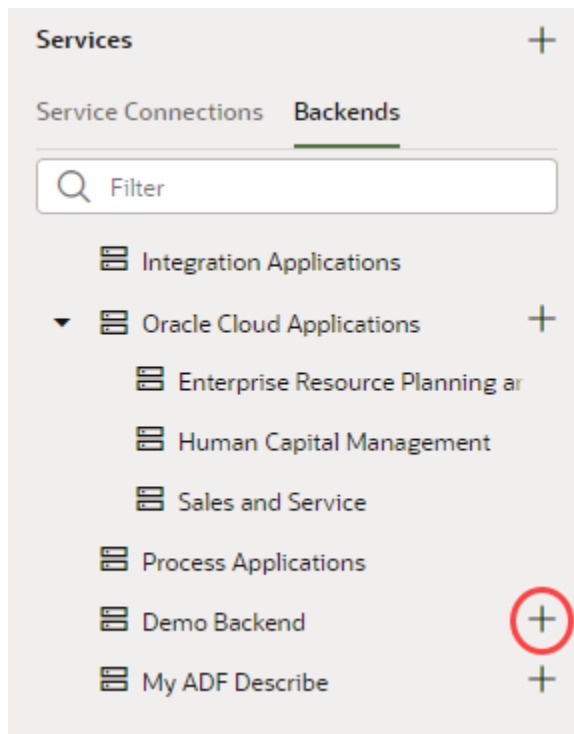 Services
Service Connections Backends
Filter
Integration Applications
Oracle Cloud Applications
Enterprise Resource Planning ar
Human Capital Management
Sales and Service
Process Applications
Demo Backend
My ADF Describe